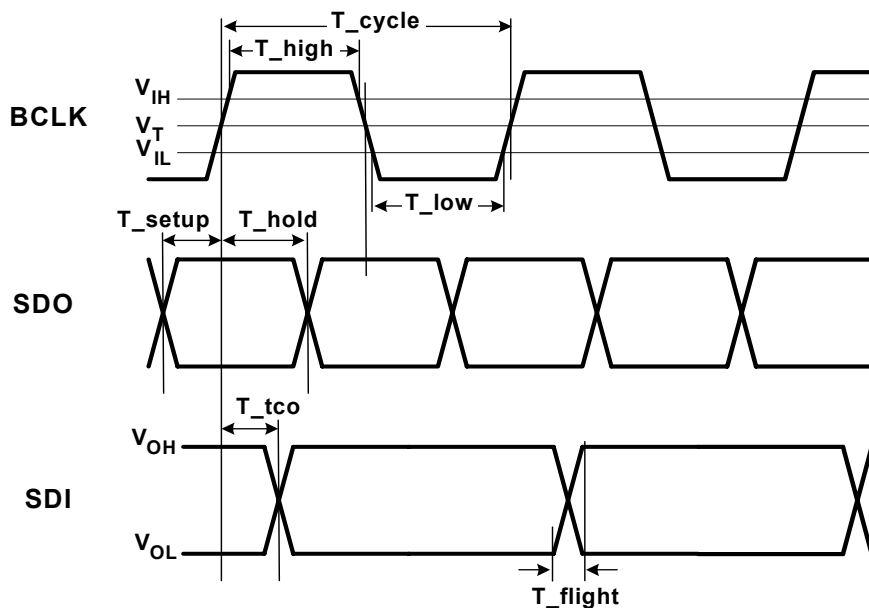 T_cycle
T_high
V_IH
BCLK
V_T
V_IL
T_low
T_setup
T_hold
SDO
T_tco
V_OH
SDI
V_OL
T_flight